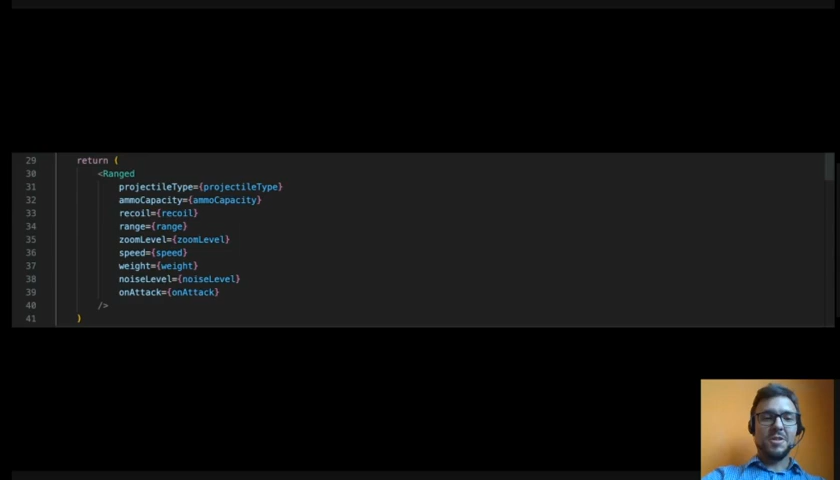 29 return (
30 <Ranged
31 projectileType={projectileType}
32 ammoCapacity={ammoCapacity}
33 recoil={recoil}
34 range={range}
35 zoomLevel={zoomLevel}
36 speed={speed}
37 weight={weight}
38 noiseLevel={noiseLevel}
39 onAttack={onAttack}
40 />
41 )